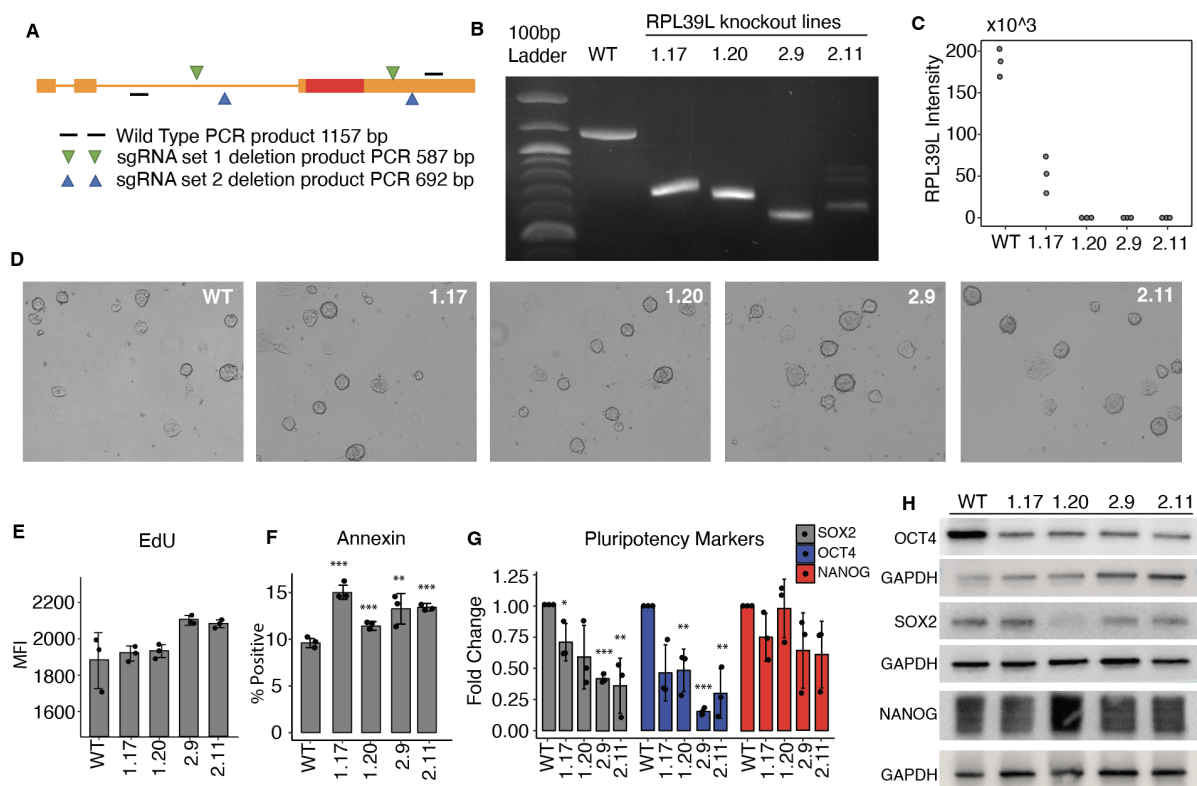 A
Wild Type PCR product 1157 bp
sgRNA set 1 deletion product PCR 587 bp
sgRNA set 2 deletion product PCR 692 bp
B
100bp
Ladder
WT
RPL39L knockout lines
1.17 1.20 2.9 2.11
C
x10^3
RPL39L Intensity
200
150
100
50
0
WT 1.17 1.20 2.9 2.11
D
WT
1.17
1.20
2.9
2.11
E
EdU
MFI
2200
2000
1800
1600
WT 1.17 1.20 2.9 2.11
F
Annexin
% Positive
15
10
5
0
*** *** ** ***
WT 1.17 1.20 2.9 2.11
G
Pluripotency Markers
SOX2
OCT4
NANOG
Fold Change
1.25
1.00
0.75
0.50
0.25
0.00
* *** ** ** *** **
WT 1.17 1.20 2.9 2.11 WT 1.17 1.20 2.9 2.11 WT 1.17 1.20 2.9 2.11
H
WT 1.17 1.20 2.9 2.11
OCT4
GAPDH
SOX2
GAPDH
NANOG
GAPDH